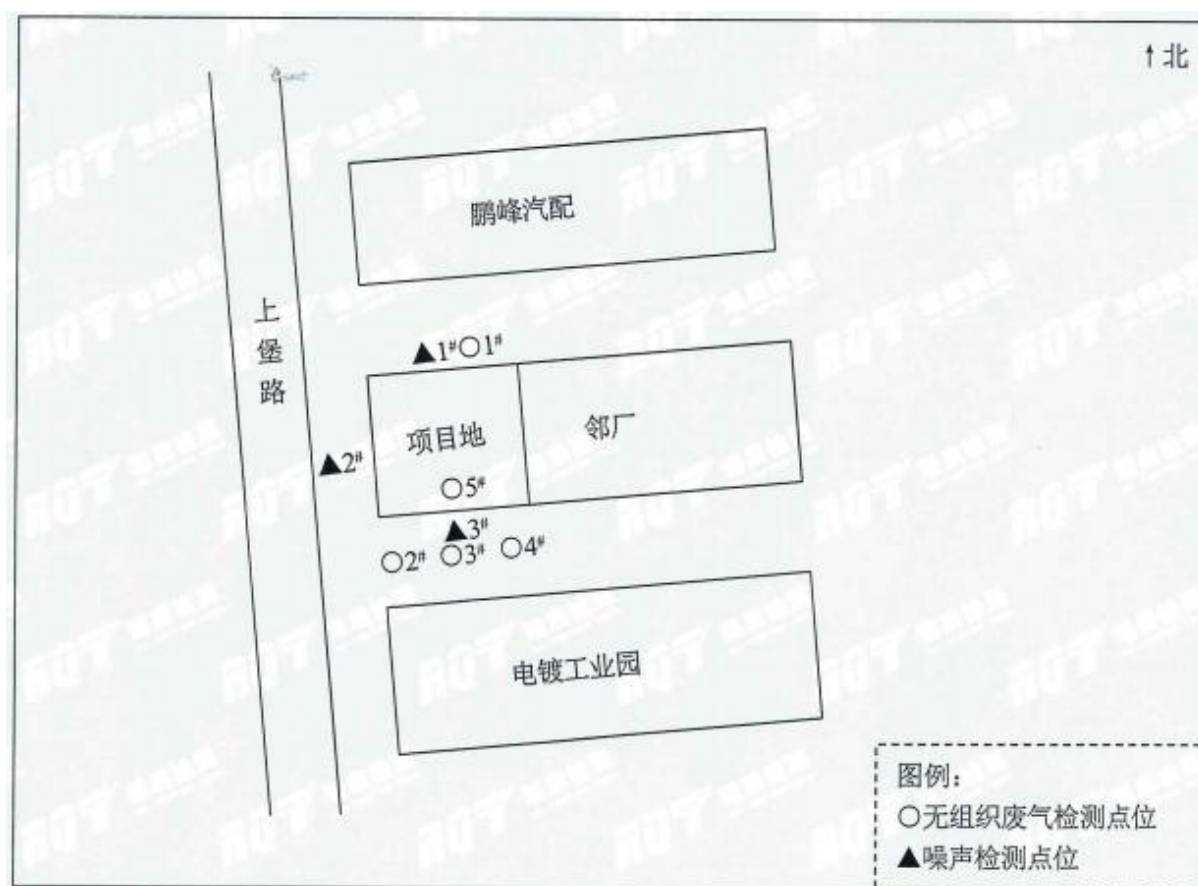 ↑北
鹏峰汽配
上堡路
▲1# ○1#
项目地
邻厂
▲2#
○5#
▲3#
○2# ○3# ○4#
电镀工业园
图例：
○无组织废气检测点位
▲噪声检测点位